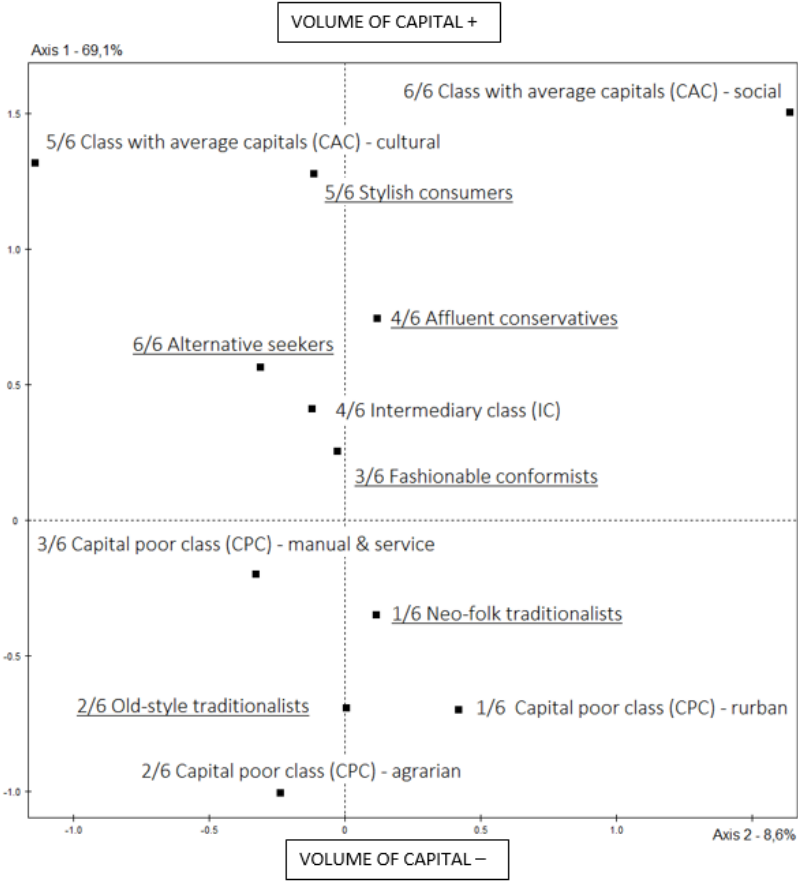 VOLUME OF CAPITAL +
Axis 1 - 69,1%
6/6 Class with average capitals (CAC) - social
1.5
5/6 Class with average capitals (CAC) - cultural
5/6 Stylish consumers
1.0
4/6 Affluent conservatives
6/6 Alternative seekers
0.5
4/6 Intermediary class (IC)
3/6 Fashionable conformists
0
3/6 Capital poor class (CPC) - manual & service
1/6 Neo-folk traditionalists
-0.5
2/6 Old-style traditionalists
1/6 Capital poor class (CPC) - rurban
2/6 Capital poor class (CPC) - agrarian
-1.0
-1.0 -0.5 0 0.5 1.0
Axis 2 - 8,6%
VOLUME OF CAPITAL –